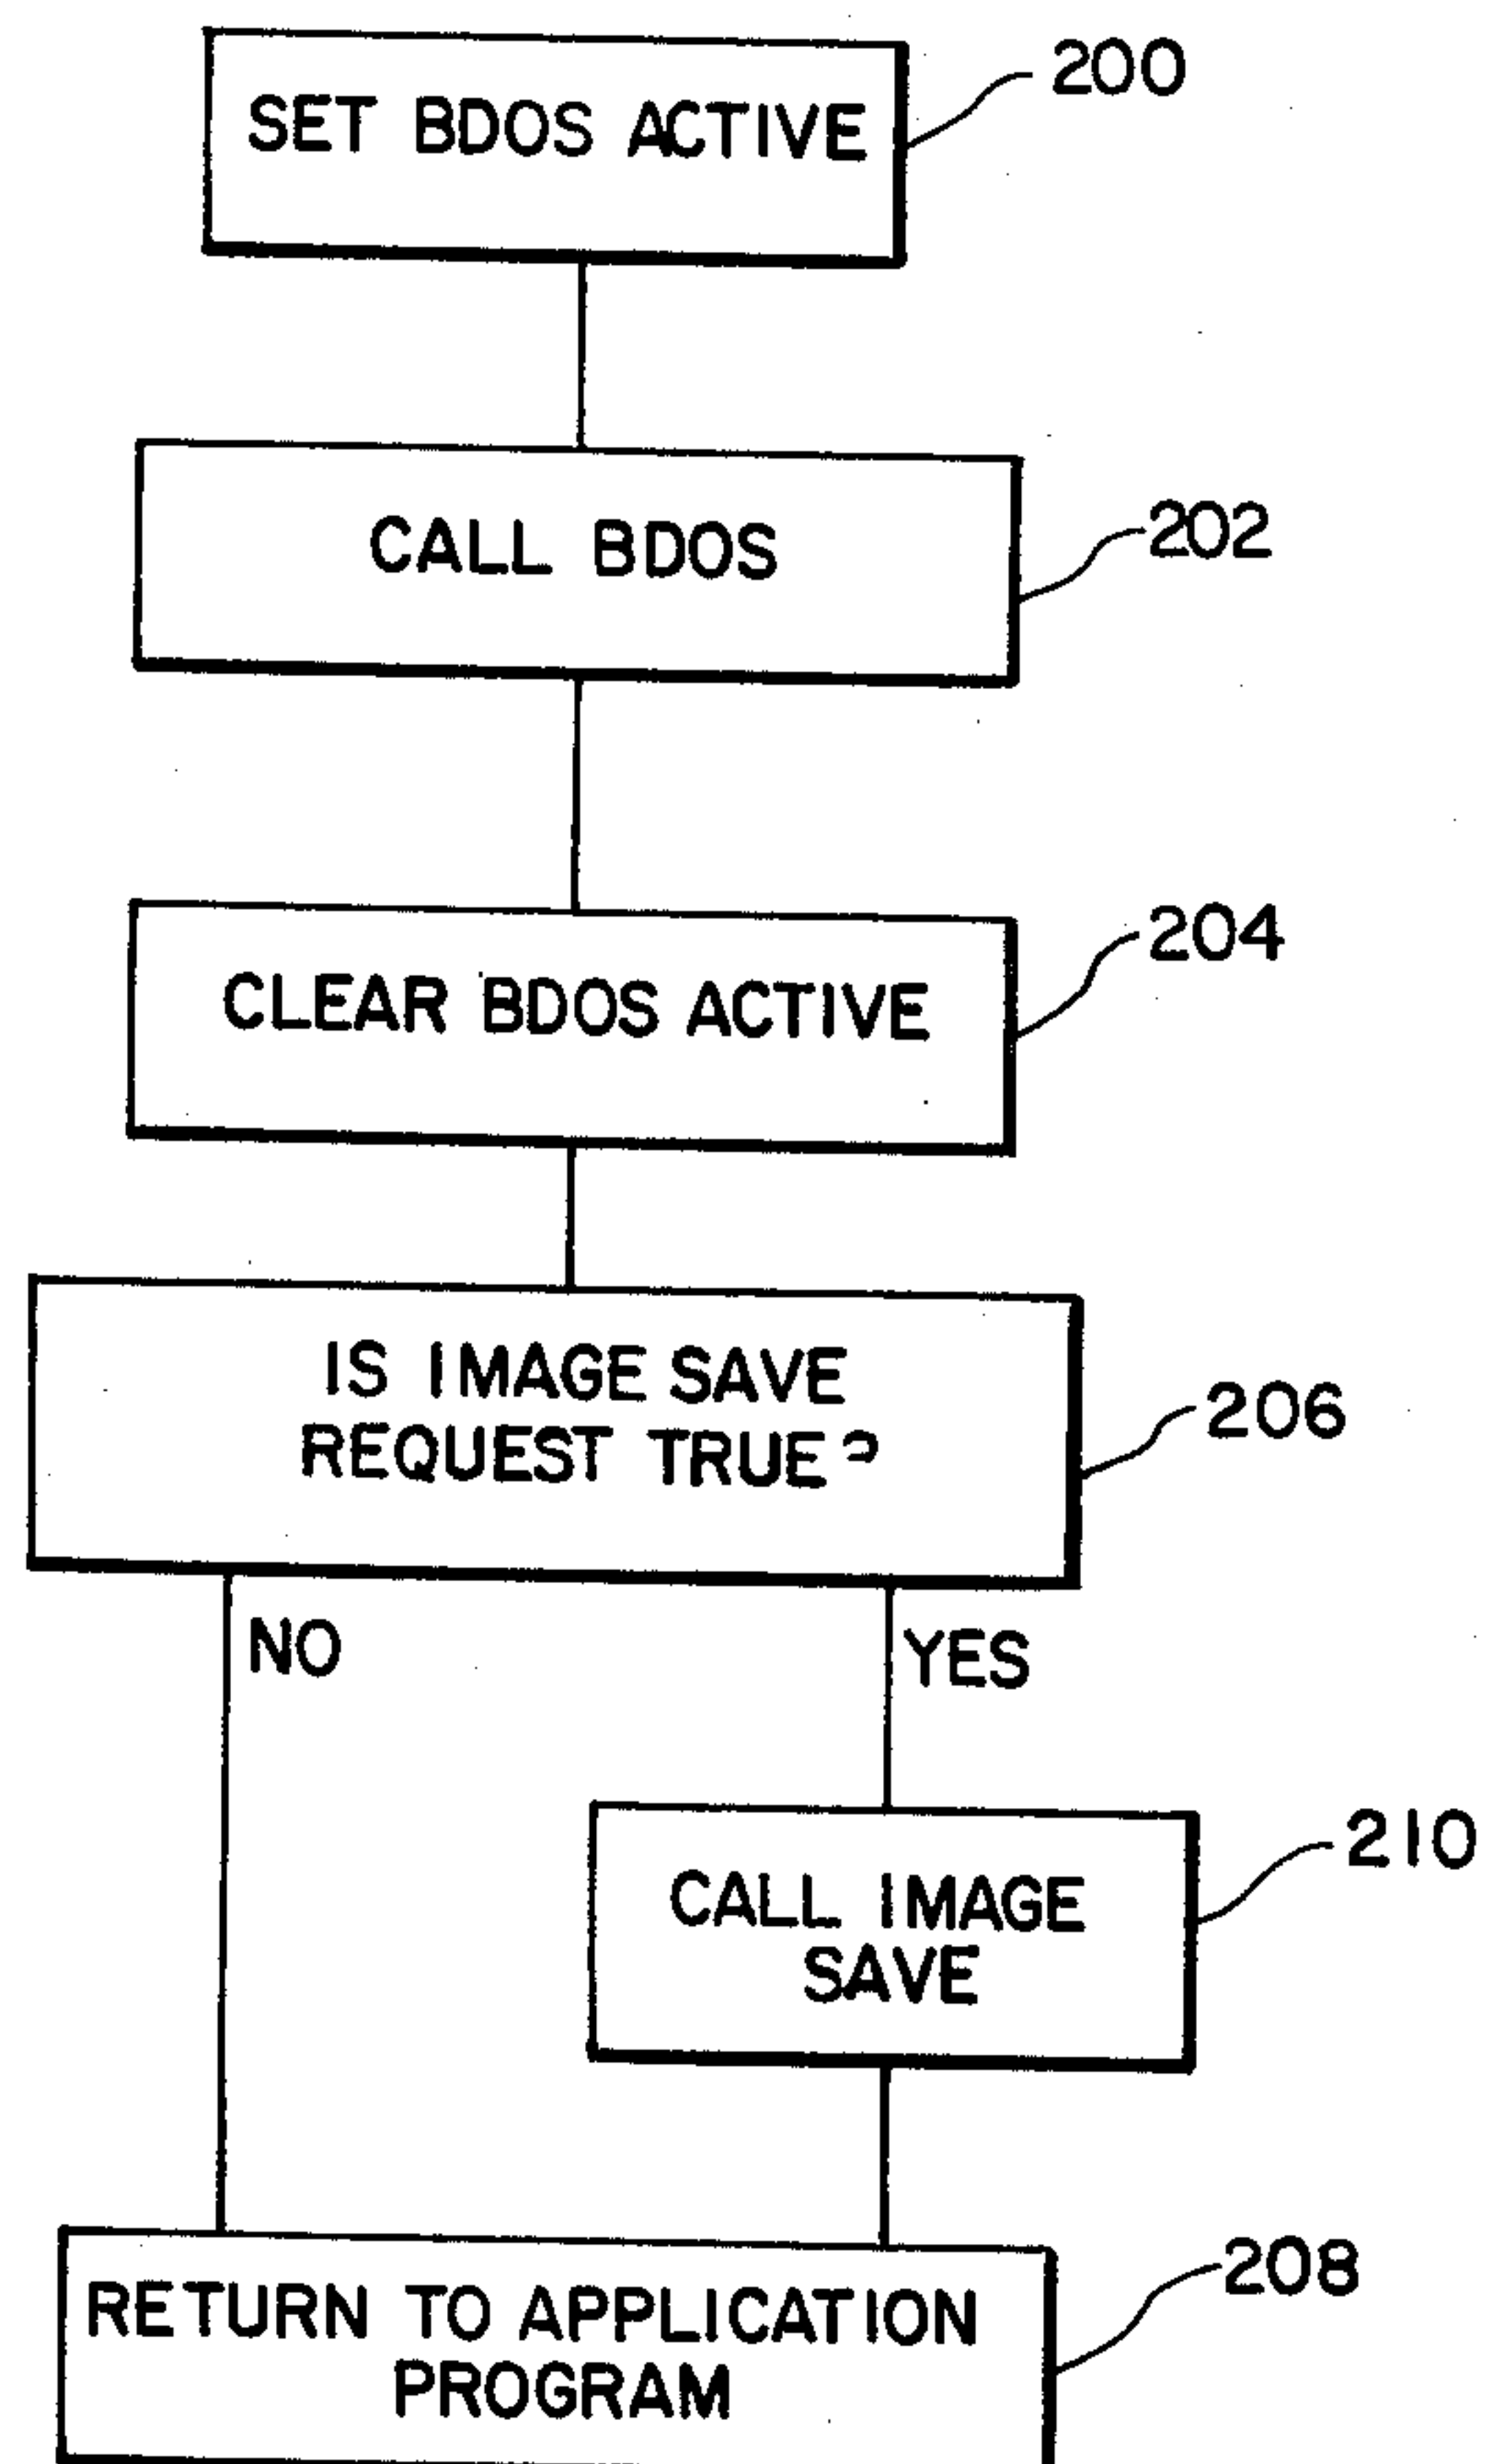 SET BDOS ACTIVE
200
CALL BDOS
202
CLEAR BDOS ACTIVE
204
IS IMAGE SAVE
REQUEST TRUE?
206
NO
YES
CALL IMAGE
SAVE
210
RETURN TO APPLICATION
PROGRAM
208